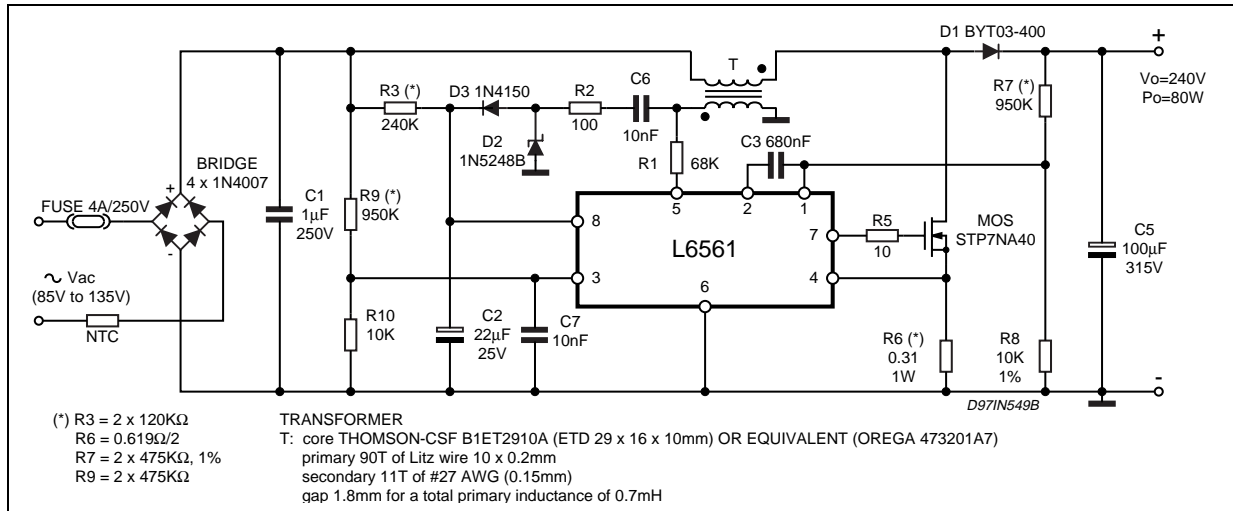 D1 BYT03-400
+
T
Vo=240V
Po=80W
R3 (*)
240K
D3 1N4150
R2
100
C6
10nF
R7 (*)
950K
D2
1N5248B
C3 680nF
R1
68K
BRIDGE
4 x 1N4007
+
-
FUSE 4A/250V
C1
1µF
250V
R9 (*)
950K
5
2
1
8
3
L6561
7
4
6
R5
10
MOS
STP7NA40
C5
100µF
315V
~ Vac
(85V to 135V)
NTC
R10
10K
C2
22µF
25V
C7
10nF
R6 (*)
0.31
1W
R8
10K
1%
-
D97IN549B
(*) R3 = 2 x 120KΩ
R6 = 0.619Ω/2
R7 = 2 x 475KΩ, 1%
R9 = 2 x 475KΩ
TRANSFORMER
T: core THOMSON-CSF B1ET2910A (ETD 29 x 16 x 10mm) OR EQUIVALENT (OREGA 473201A7)
primary 90T of Litz wire 10 x 0.2mm
secondary 11T of #27 AWG (0.15mm)
gap 1.8mm for a total primary inductance of 0.7mH